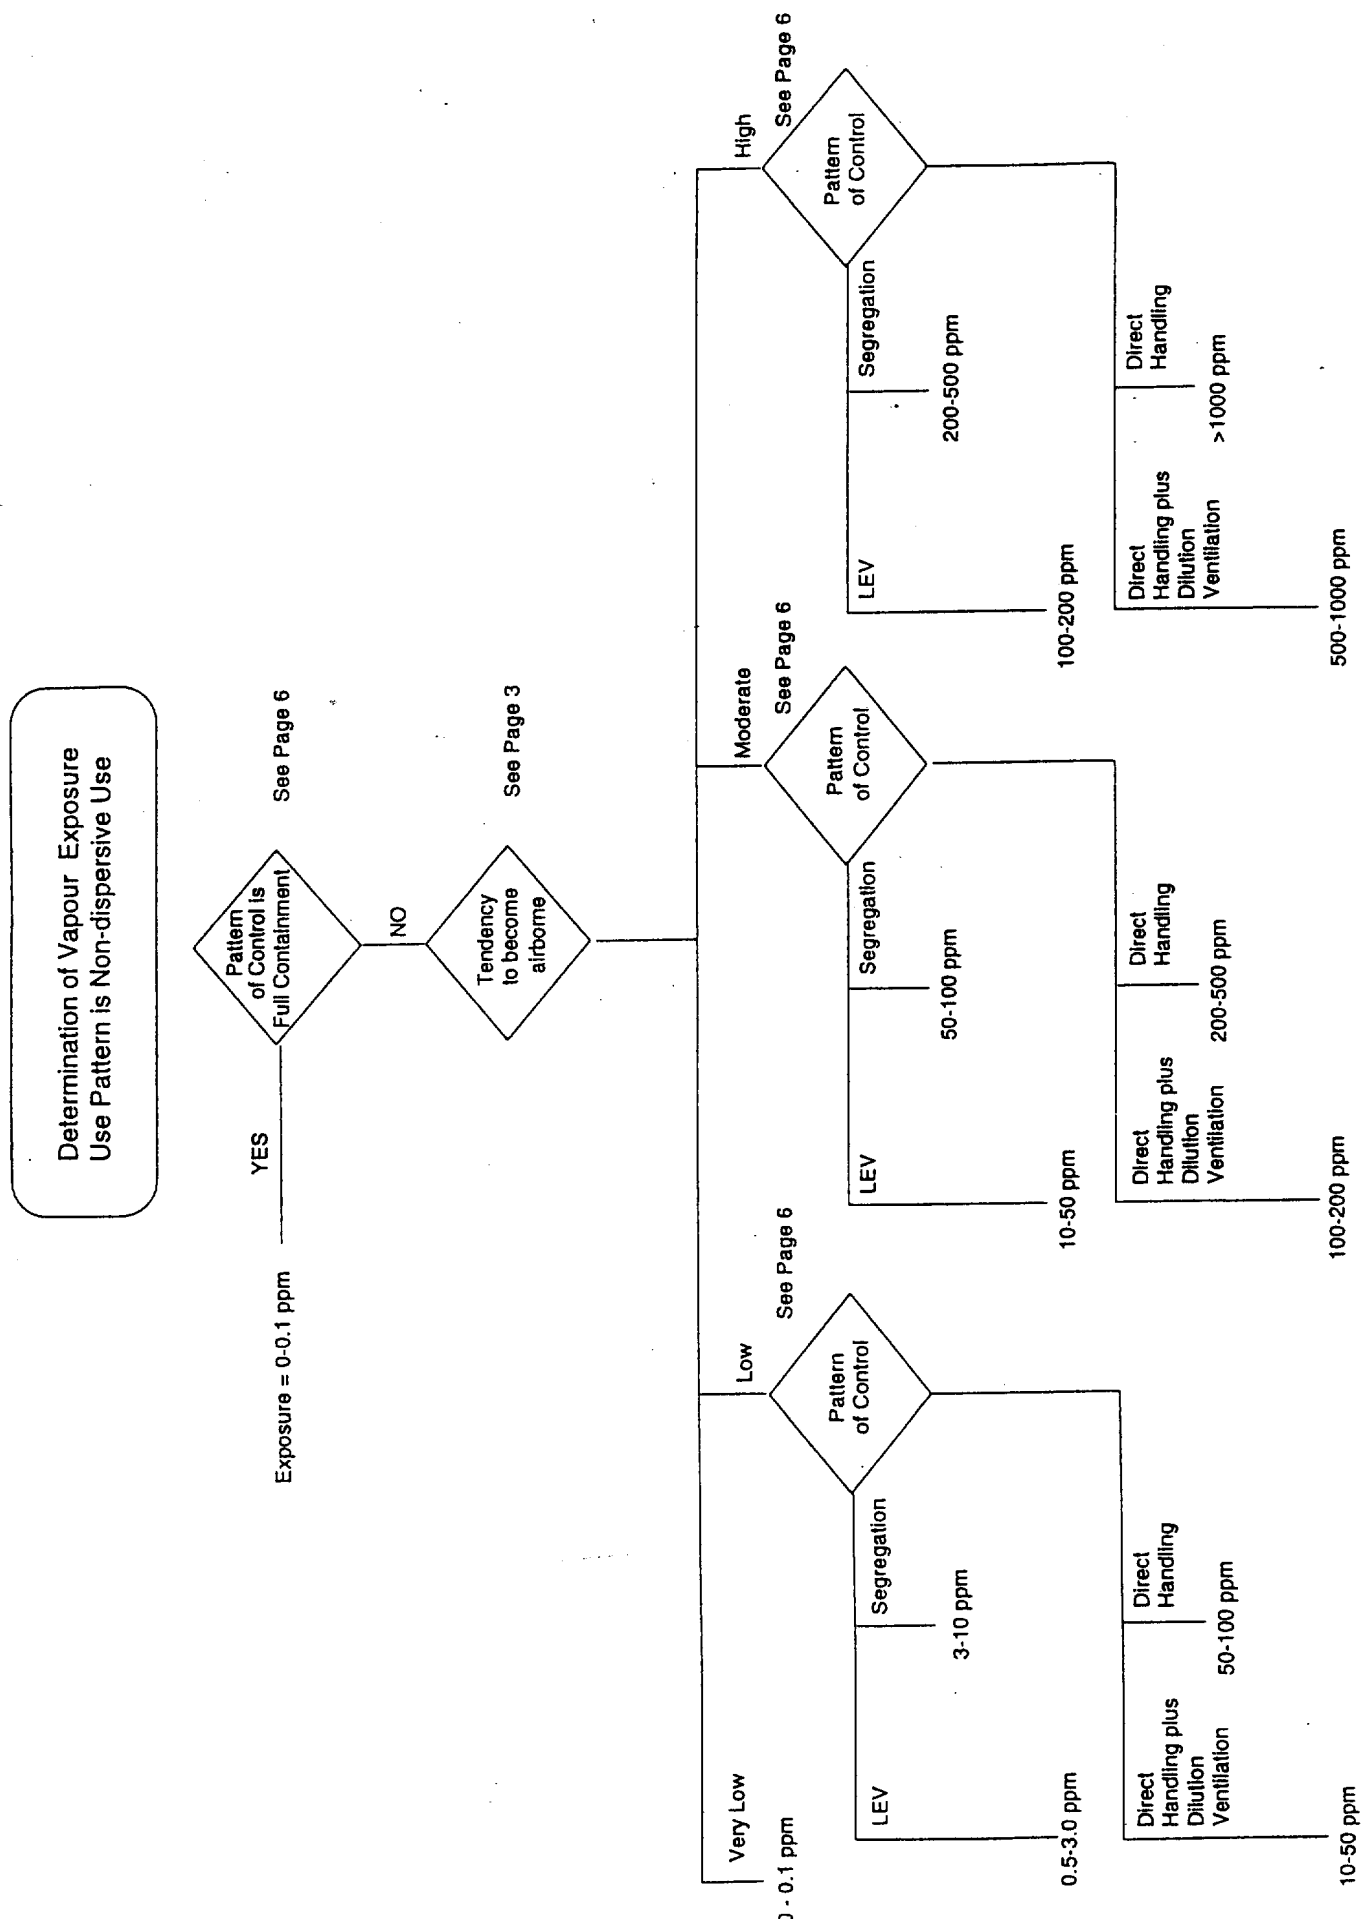 Determination of Vapour Exposure
Use Pattern is Non-dispersive Use
Pattern
of Control is
Full Containment
See Page 6
YES
Exposure = 0-0.1 ppm
NO
Tendency
to become
airborne
See Page 3
Very Low
0 - 0.1 ppm
Low
See Page 6
Pattern
of Control
LEV
0.5-3.0 ppm
Segregation
3-10 ppm
Direct
Handling plus
Dilution
Ventilation
10-50 ppm
Direct
Handling
50-100 ppm
Moderate
See Page 6
Pattern
of Control
LEV
10-50 ppm
Segregation
50-100 ppm
Direct
Handling plus
Dilution
Ventilation
100-200 ppm
Direct
Handling
200-500 ppm
High
See Page 6
Pattern
of Control
LEV
100-200 ppm
Segregation
200-500 ppm
Direct
Handling plus
Dilution
Ventilation
500-1000 ppm
Direct
Handling
>1000 ppm